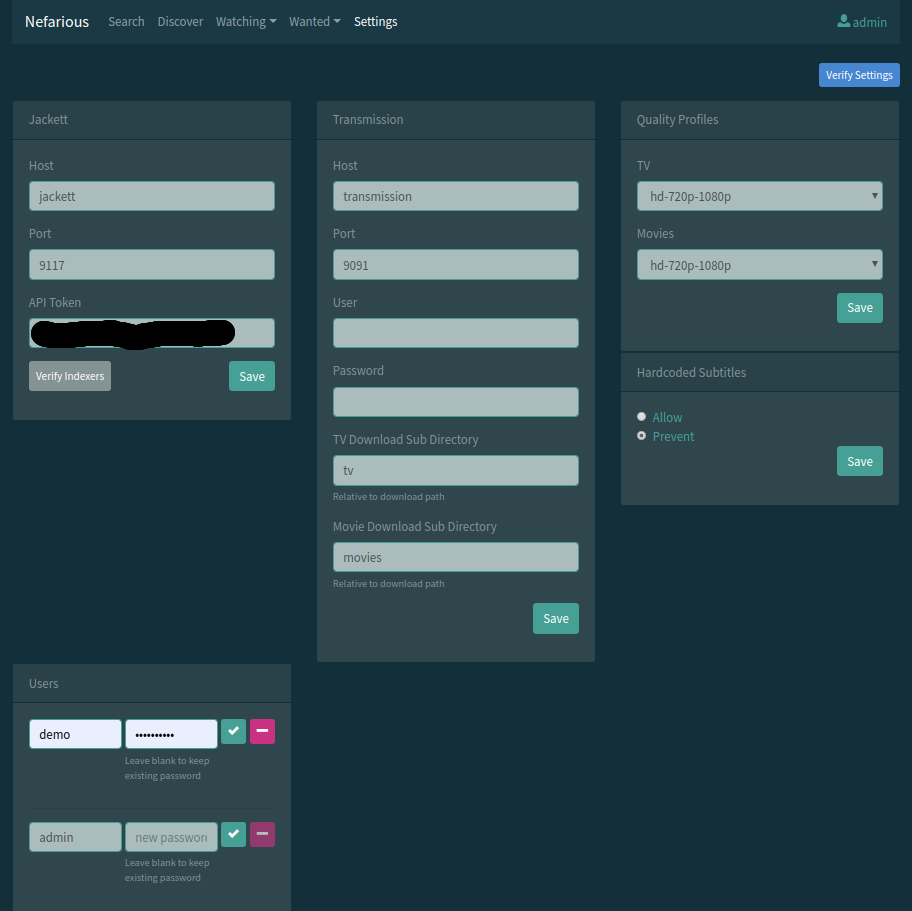 Nefarious Search Discover Watching Wanted Settings admin
Verify Settings
Jackett
Host
jackett
Port
9117
API Token
Verify Indexers Save
Transmission
Host
transmission
Port
9091
User
Password
TV Download Sub Directory
tv
Relative to download path
Movie Download Sub Directory
movies
Relative to download path
Save
Quality Profiles
TV
hd-720p-1080p
Movies
hd-720p-1080p
Save
Hardcoded Subtitles
Allow
Prevent
Save
Users
demo ••••••••••
Leave blank to keep
existing password
admin new password
Leave blank to keep
existing password